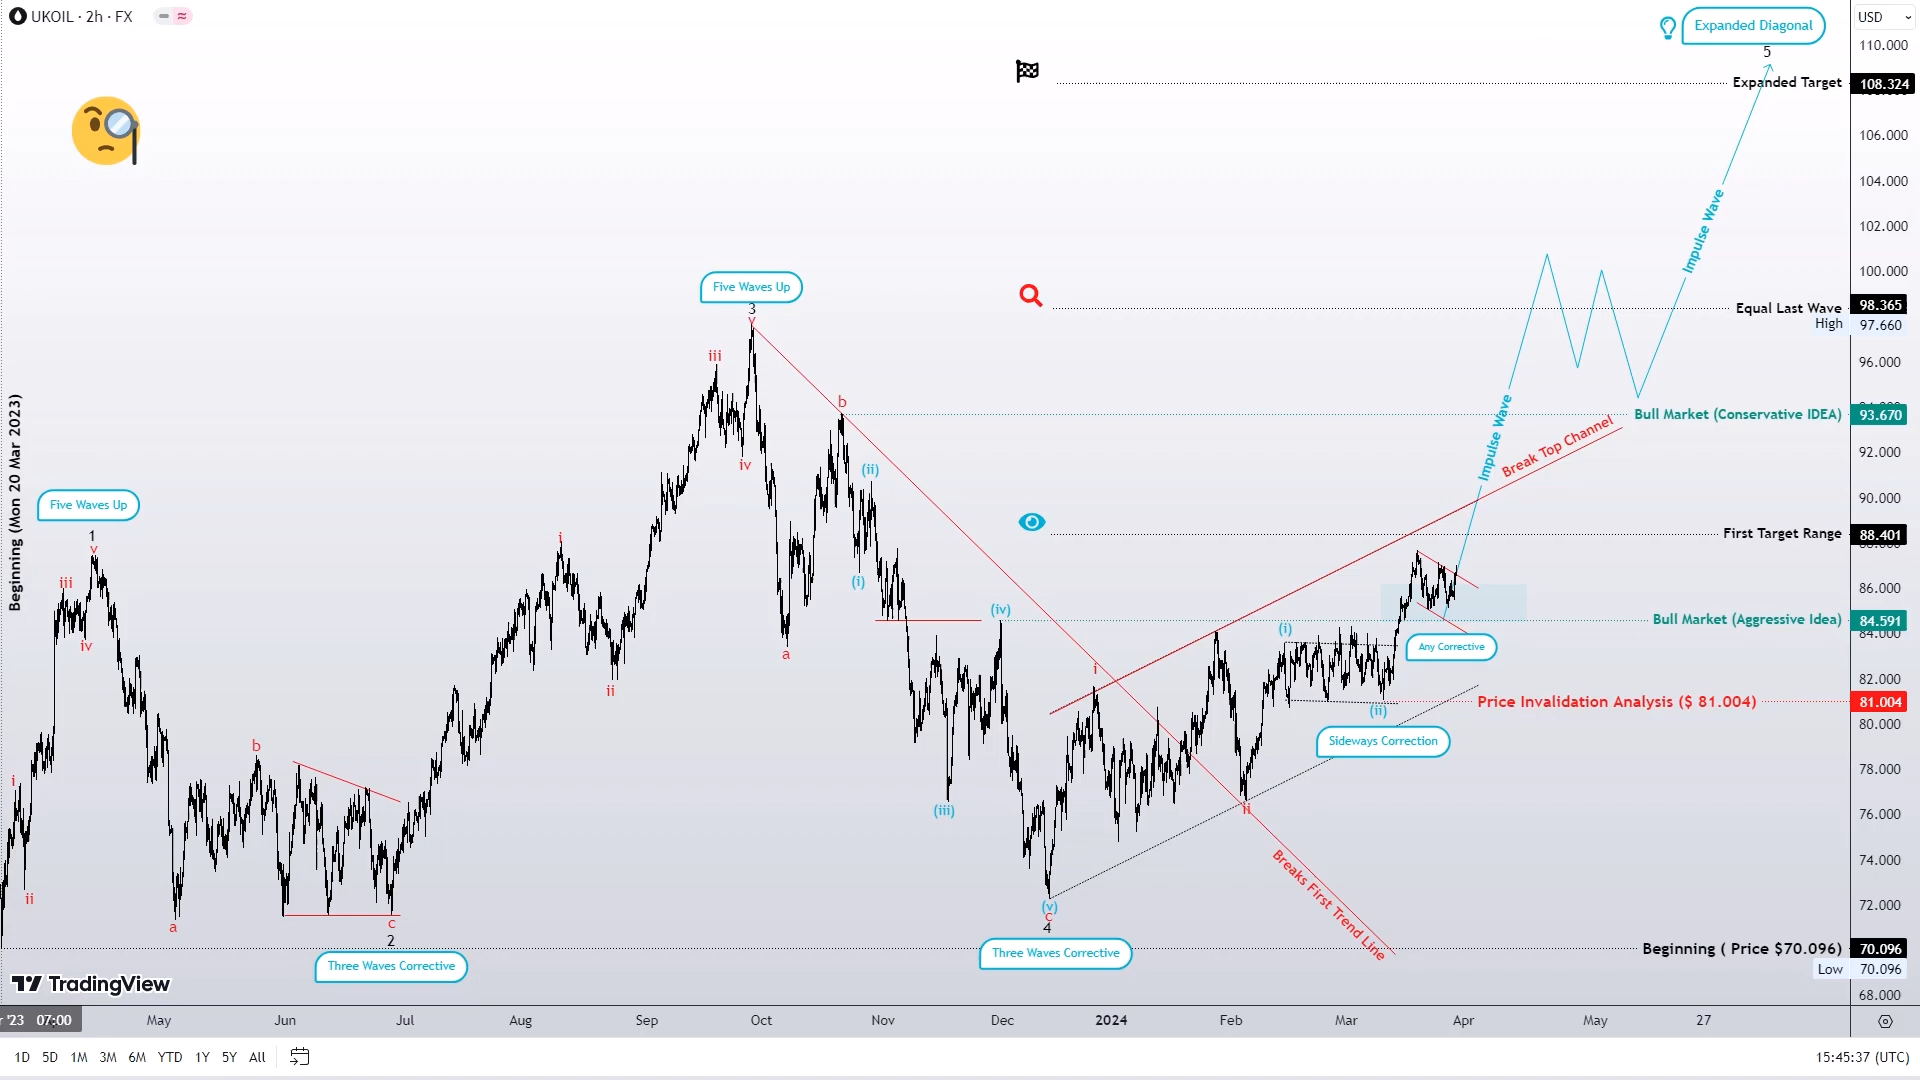 UKOIL · 2h · FX
Expanded Diagonal
USD
5
110.000
Expanded Target
108.324
106.000
104.000
102.000
100.000
Impulse Wave
Five Waves Up
3
v
Equal Last Wave
98.365
High
97.660
iii
96.000
b
Bull Market (Conservative IDEA)
93.670
Break Top Channel
92.000
iv
(ii)
Impulse Wave
90.000
Five Waves Up
1
v
i
First Target Range
88.401
iii
(i)
86.000
Beginning (Mon 20 Mar 2023)
(iv)
Bull Market (Aggressive Idea)
84.591
84.000
(i)
iv
a
Any Corrective
i
ii
82.000
Price Invalidation Analysis ($ 81.004)
81.004
(ii)
80.000
b
Sideways Correction
i
78.000
(iii)
ii
76.000
74.000
Breaks First Trend Line
ii
72.000
(v)
c
4
a
c
2
Three Waves Corrective
Three Waves Corrective
Beginning ( Price $70.096)
70.096
Low
70.096
TradingView
68.000
r '23 07:00
May
Jun
Jul
Aug
Sep
Oct
Nov
Dec
2024
Feb
Mar
Apr
May
27
1D
5D
1M
3M
6M
YTD
1Y
5Y
All
15:45:37 (UTC)